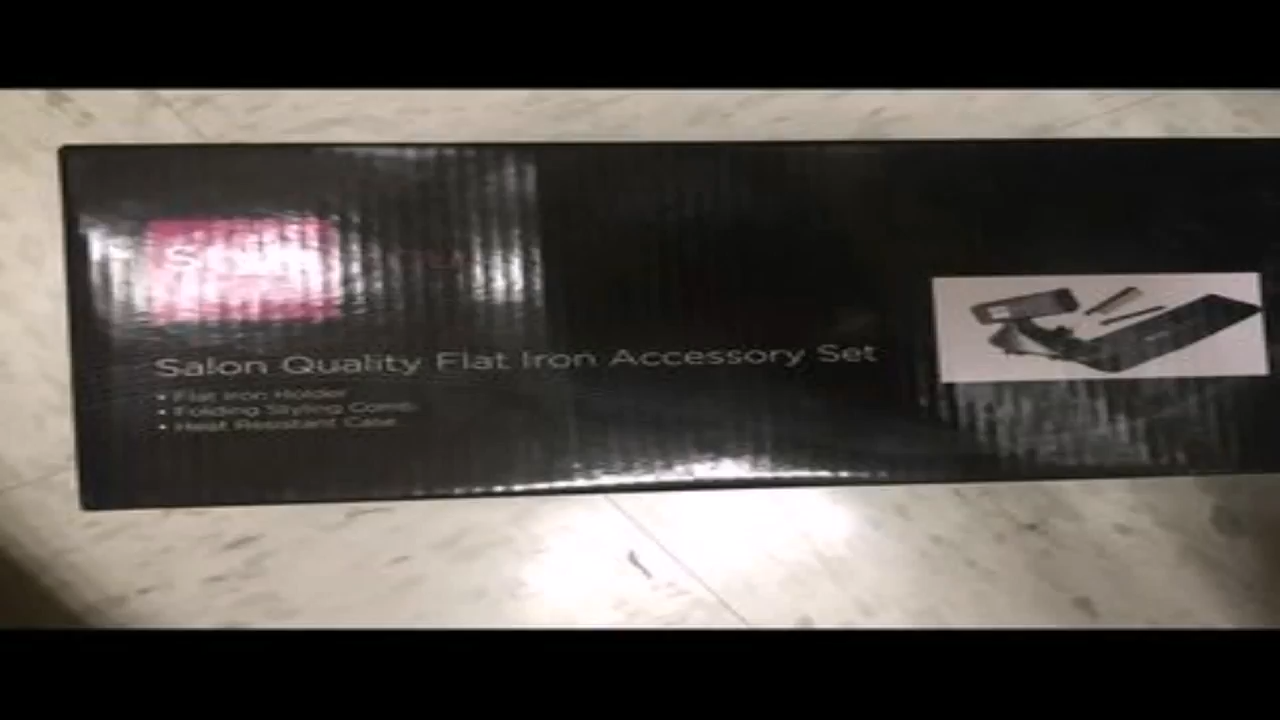 Salon Quality Flat Iron Accessory Set
• Flat Iron Holder
• Folding Styling Comb
• Heat Resistant Case